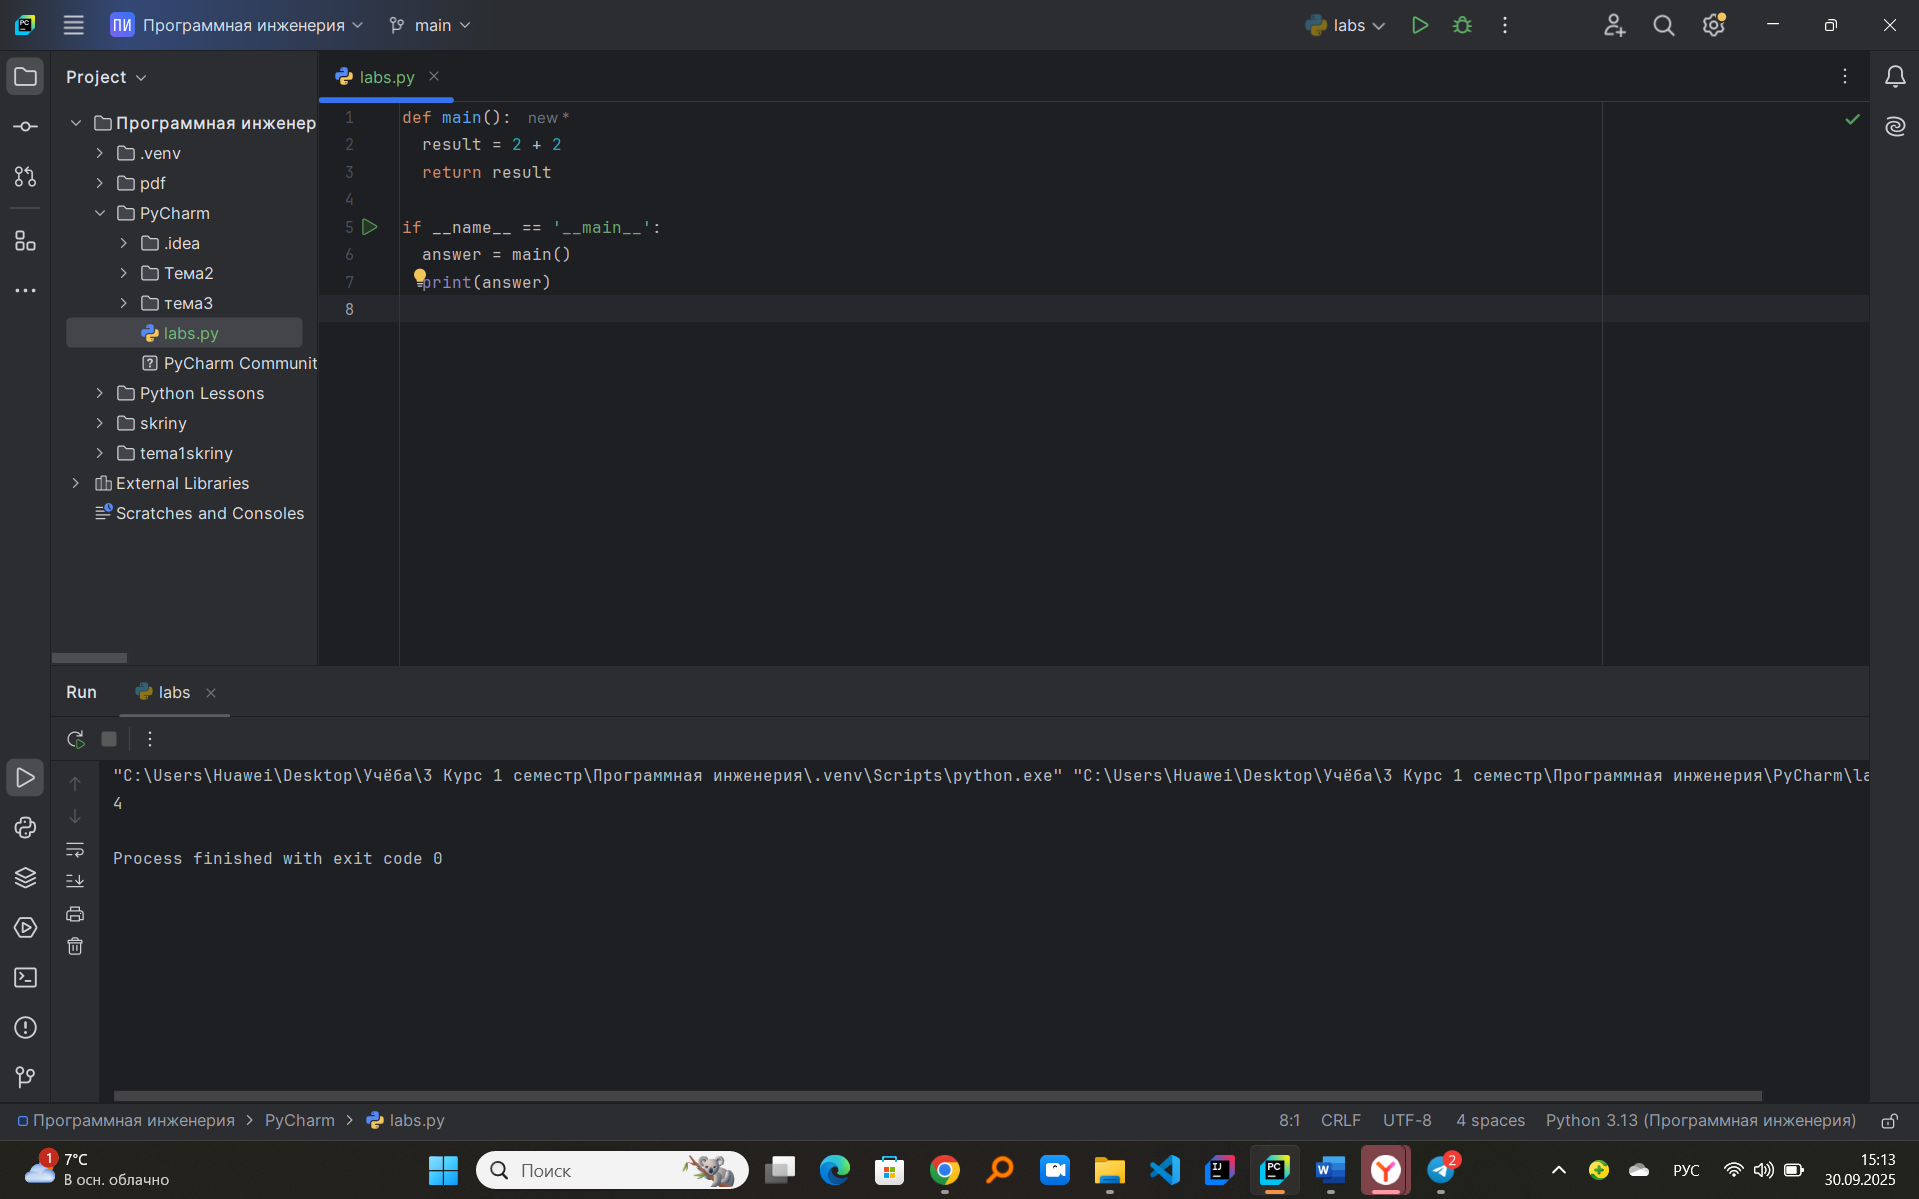 ПИ Программная инженерия main labs
Project
labs.py
Программная инженер
.venv
pdf
PyCharm
.idea
Тема2
тема3
labs.py
PyCharm Communit
Python Lessons
skriny
tema1skriny
External Libraries
Scratches and Consoles
1 def main(): new *
2 result = 2 + 2
3 return result
4
5 if __name__ == '__main__':
6 answer = main()
7 print(answer)
8
Run labs
"C:\Users\Huawei\Desktop\Учёба\3 Курс 1 семестр\Программная инженерия\.venv\Scripts\python.exe" "C:\Users\Huawei\Desktop\Учёба\3 Курс 1 семестр\Программная инженерия\PyCharm\la
4
Process finished with exit code 0
Программная инженерия > PyCharm > labs.py 8:1 CRLF UTF-8 4 spaces Python 3.13 (Программная инженерия)
1 7°C
В осн. облачно
Поиск
PC
IJ
PC
W
Y
2
РУС
15:13
30.09.2025